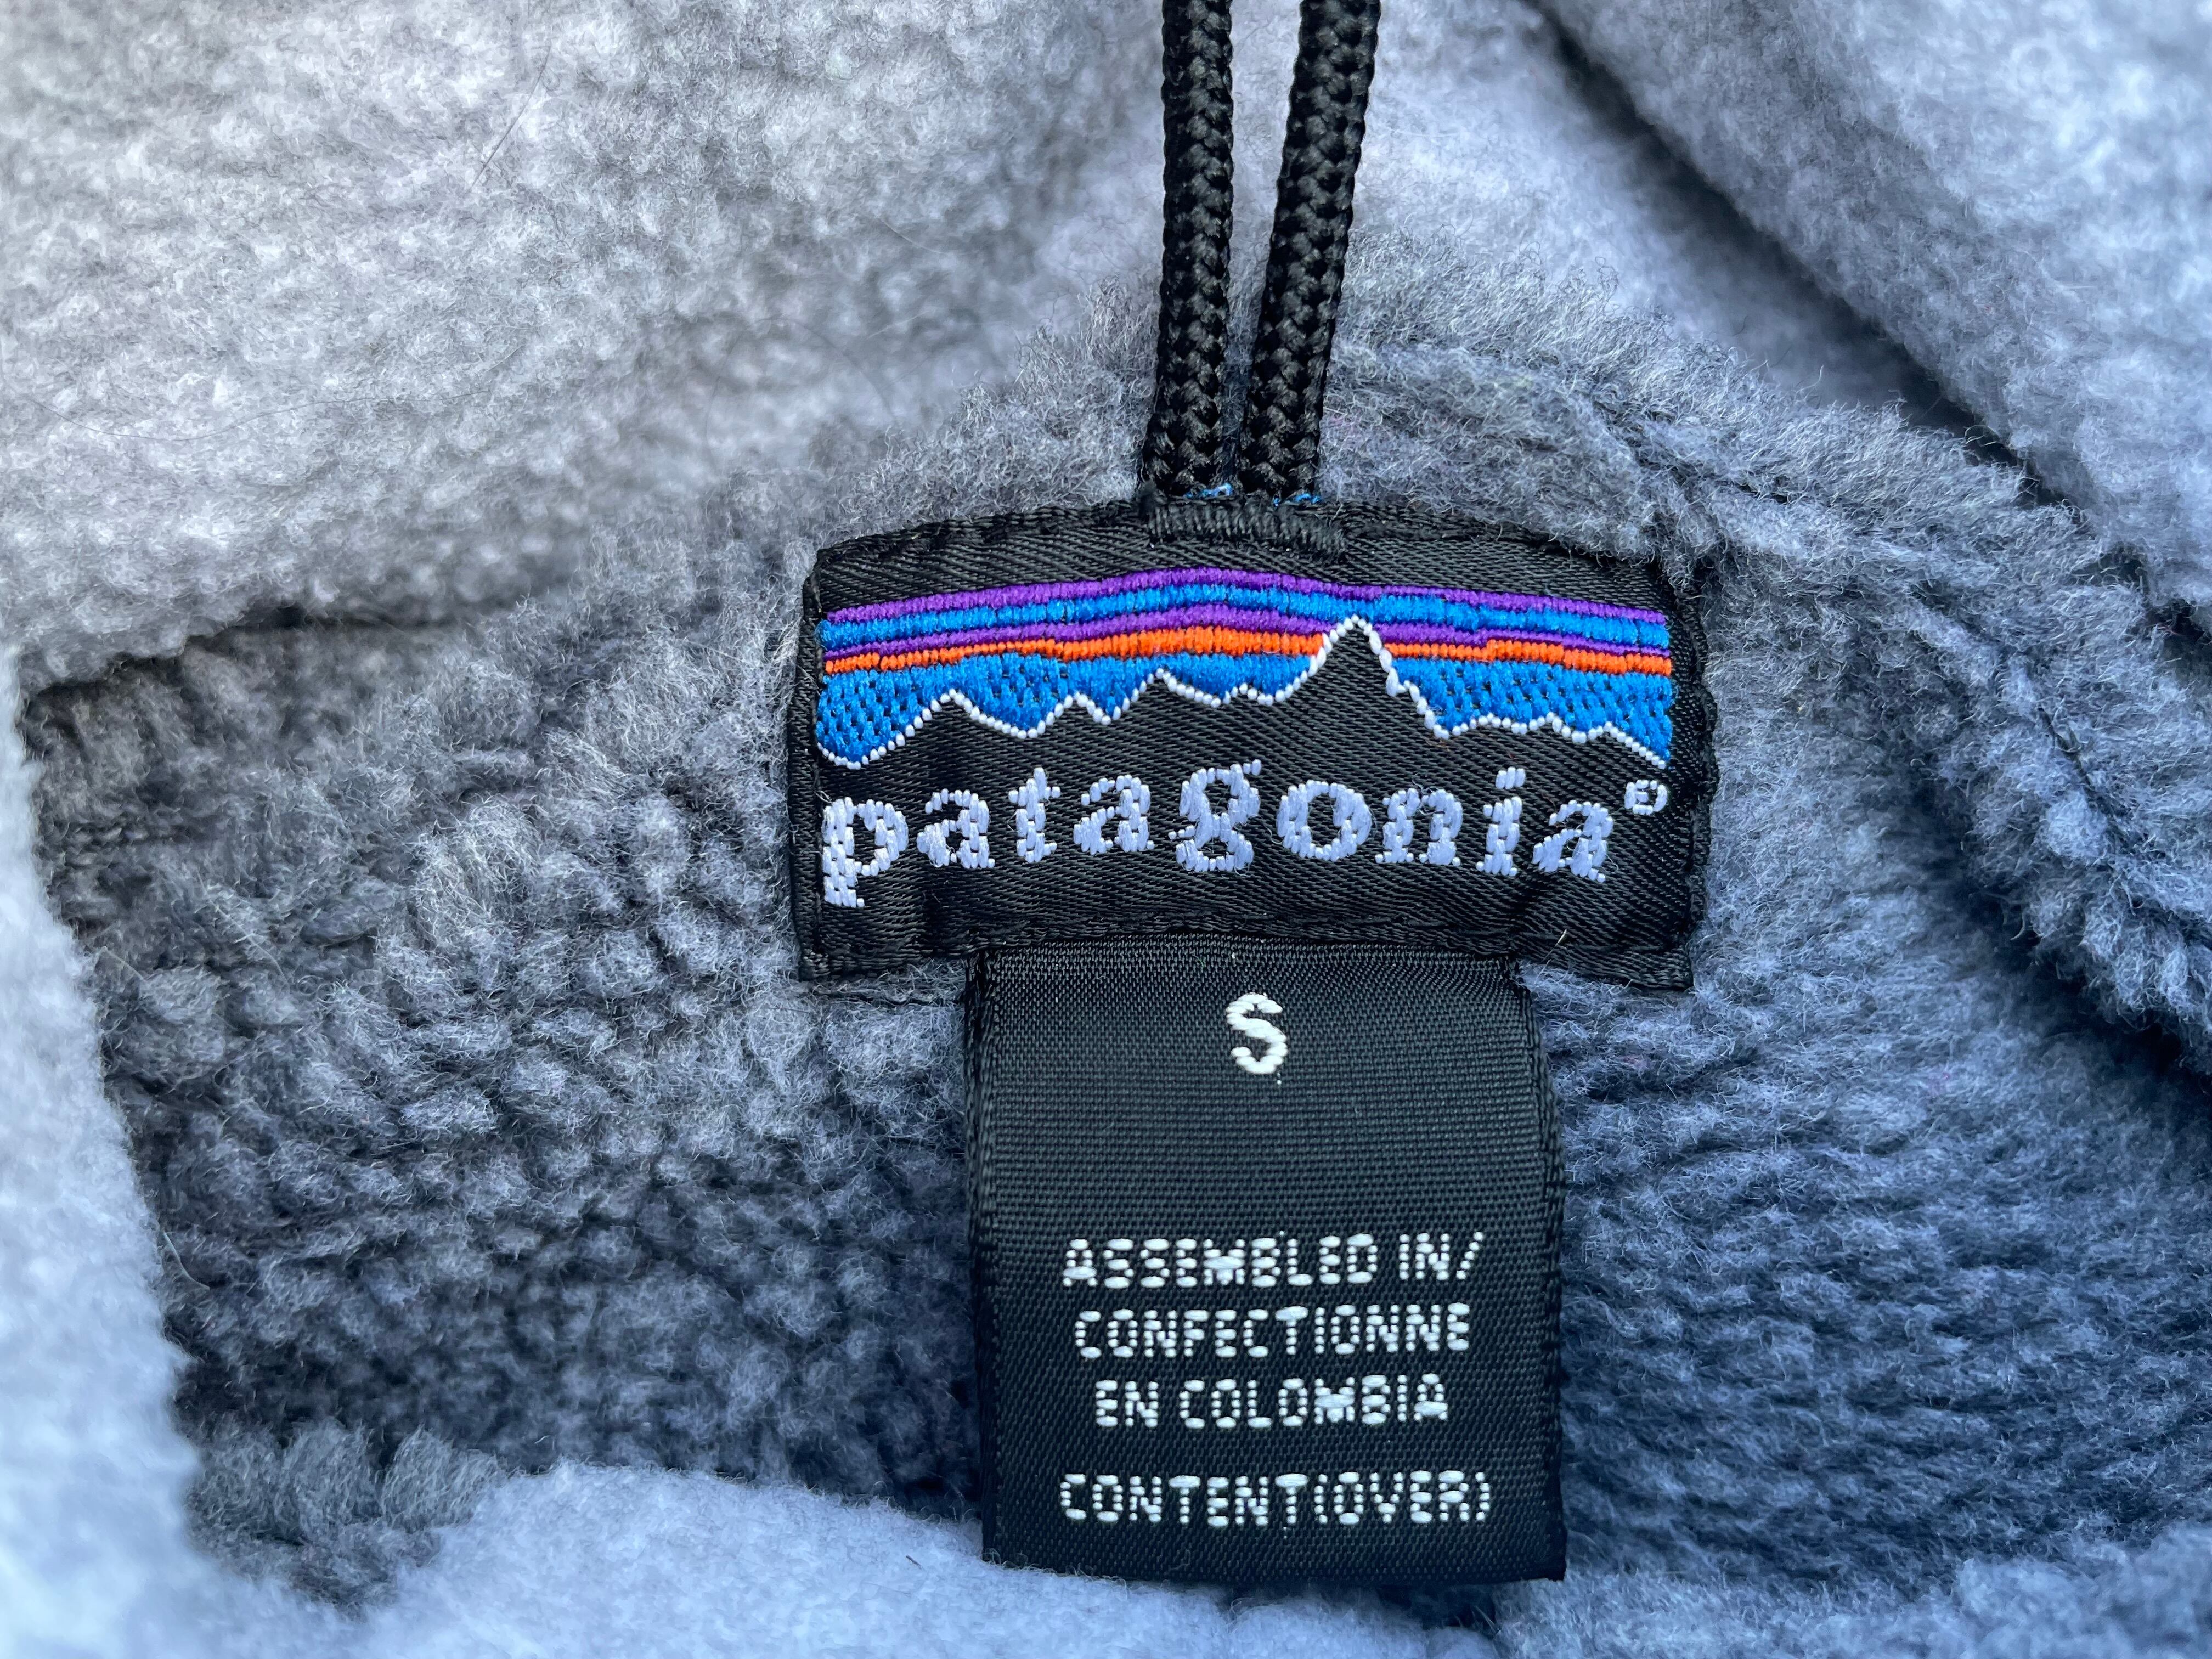 patagonia®
S
ASSEMBLED IN/
CONFECTIONNE
EN COLOMBIA
CONTENT(OVER)